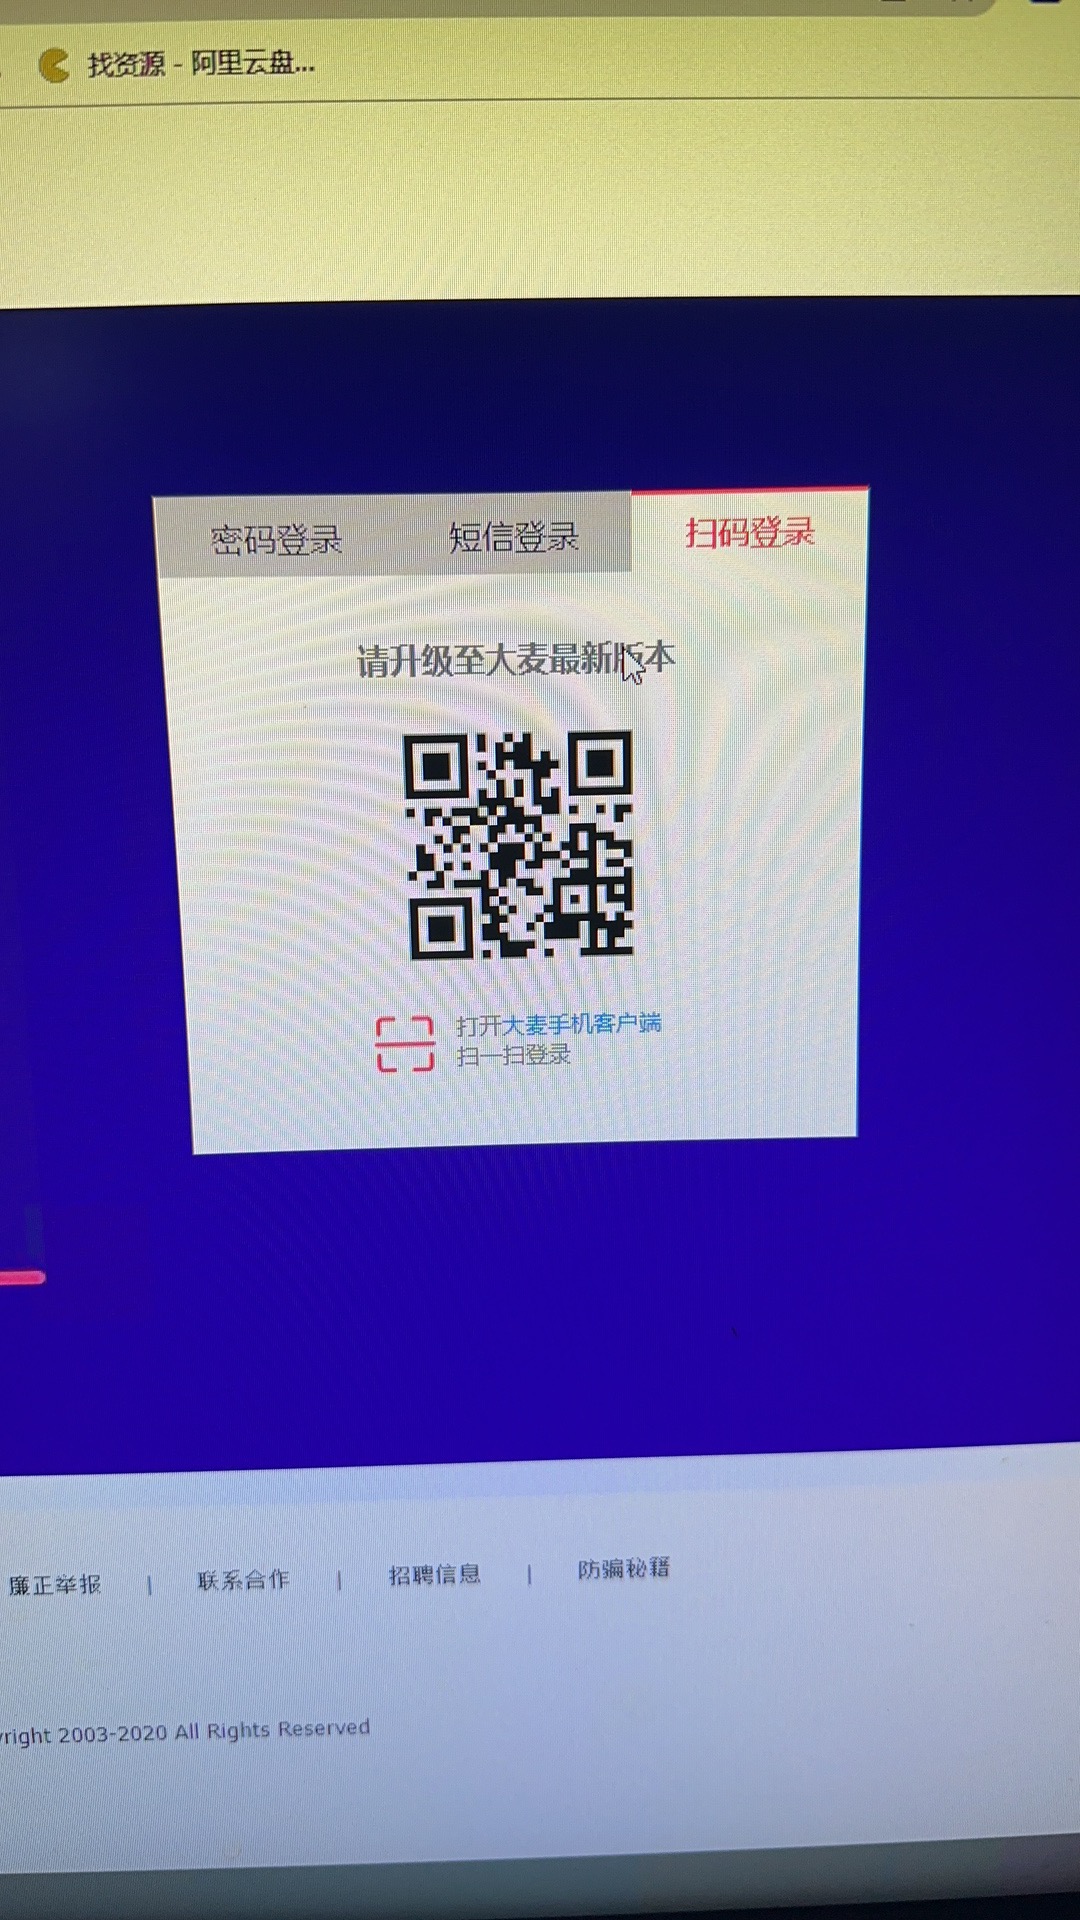 找资源 - 阿里云盘...
密码登录
短信登录
扫码登录
请升级至大麦最新版本
打开大麦手机客户端
扫一扫登录
廉正举报 | 联系合作 | 招聘信息 | 防骗秘籍
right 2003-2020 All Rights Reserved